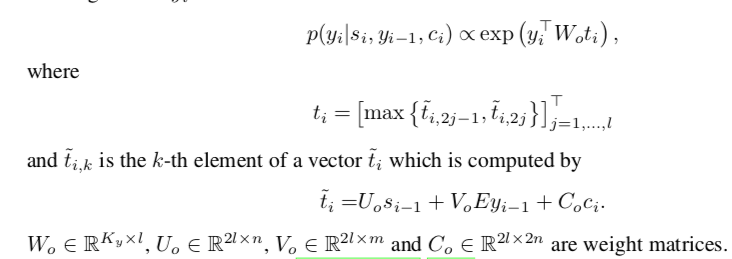 p(y_i|s_i, y_{i−1}, c_i) ∝ exp (y_i^⊤ W_o t_i) ,
where
t_i = [max {t̃_{i,2j−1}, t̃_{i,2j}}]^⊤_{j=1,...,l}
and t̃_{i,k} is the k-th element of a vector t̃_i which is computed by
t̃_i =U_o s_{i−1} + V_o E y_{i−1} + C_o c_i.
W_o ∈ ℝ^{K_y×l}, U_o ∈ ℝ^{2l×n}, V_o ∈ ℝ^{2l×m} and C_o ∈ ℝ^{2l×2n} are weight matrices.